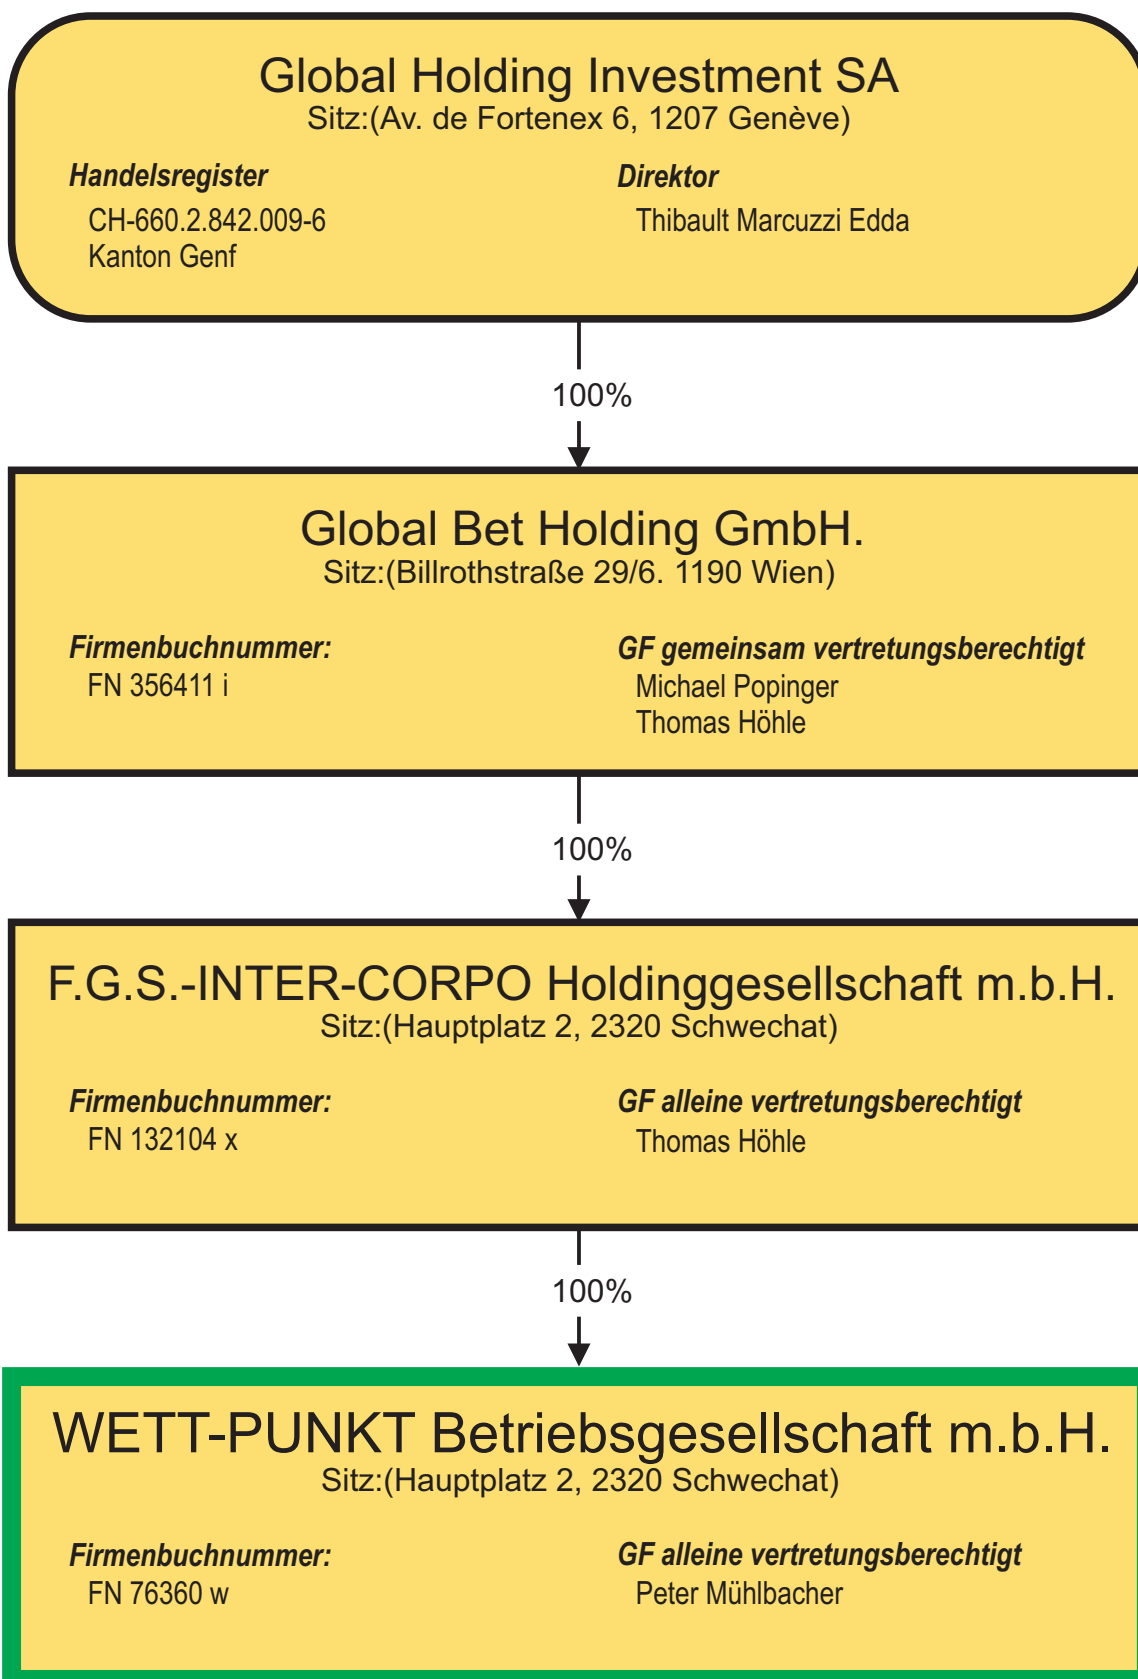 Global Holding Investment SA
Sitz:(Av. de Fortenex 6, 1207 Genève)
Handelsregister
CH-660.2.842.009-6
Kanton Genf
Direktor
Thibault Marcuzzi Edda
100%
Global Bet Holding GmbH.
Sitz:(Billrothstraße 29/6. 1190 Wien)
Firmenbuchnummer:
FN 356411 i
GF gemeinsam vertretungsberechtigt
Michael Popinger
Thomas Höhle
100%
F.G.S.-INTER-CORPO Holdinggesellschaft m.b.H.
Sitz:(Hauptplatz 2, 2320 Schwechat)
Firmenbuchnummer:
FN 132104 x
GF alleine vertretungsberechtigt
Thomas Höhle
100%
WETT-PUNKT Betriebsgesellschaft m.b.H.
Sitz:(Hauptplatz 2, 2320 Schwechat)
Firmenbuchnummer:
FN 76360 w
GF alleine vertretungsberechtigt
Peter Mühlbacher